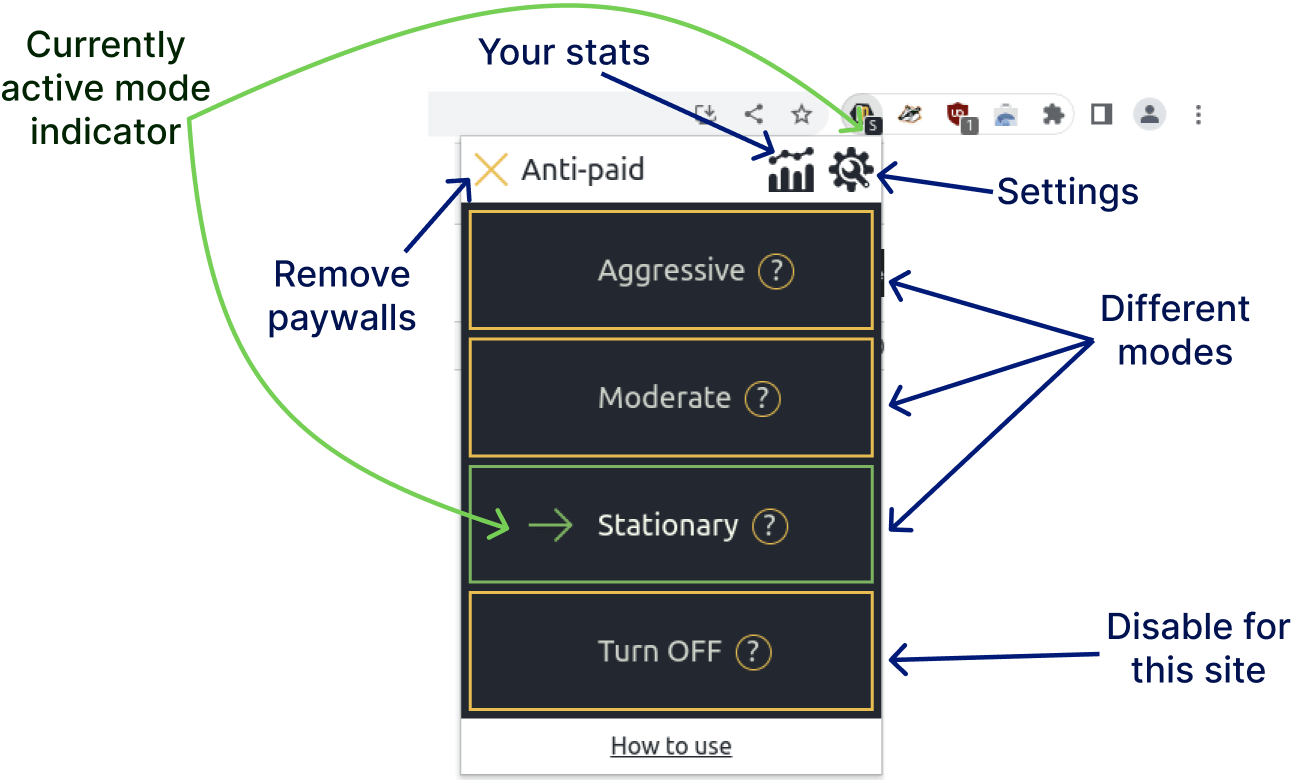 Currently
active mode
indicator
Your stats
S
1
Anti-paid
Settings
Remove
paywalls
Aggressive ?
Different
modes
Moderate ?
Stationary ?
Disable for
this site
Turn OFF ?
How to use